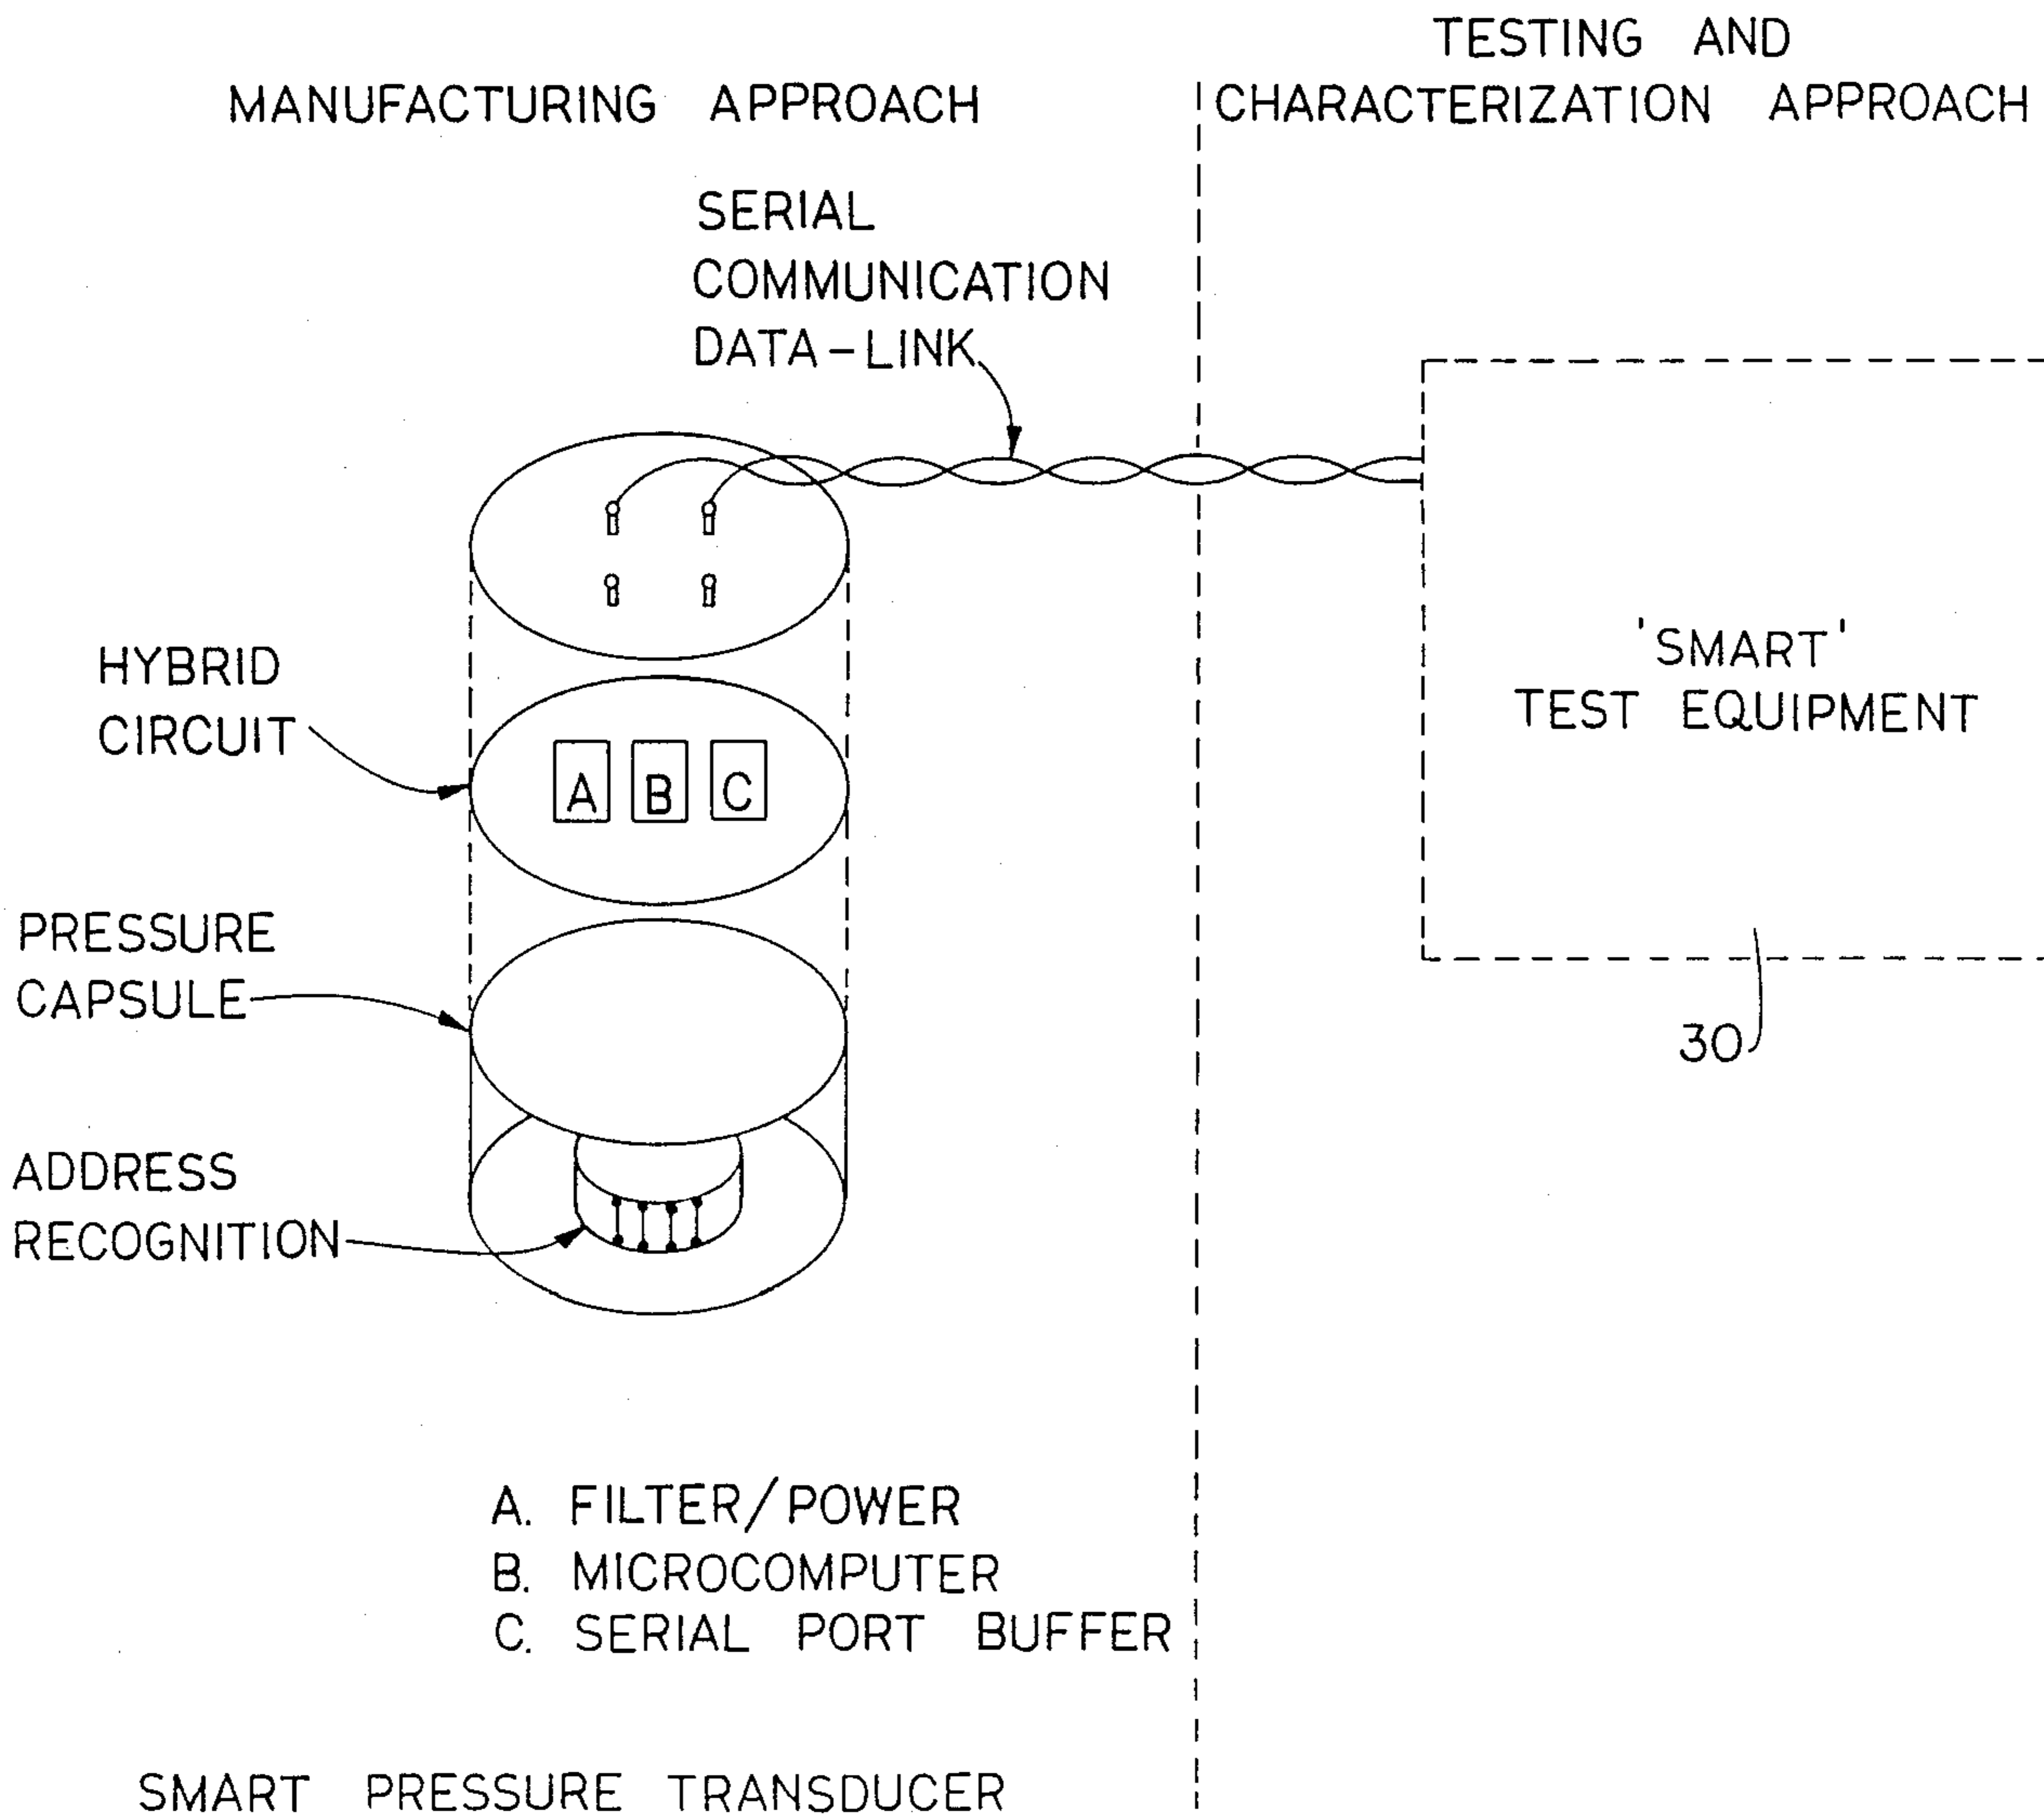 MANUFACTURING APPROACH
TESTING AND
CHARACTERIZATION APPROACH
SERIAL
COMMUNICATION
DATA-LINK
HYBRID
CIRCUIT
A B C
PRESSURE
CAPSULE
ADDRESS
RECOGNITION
'SMART'
TEST EQUIPMENT
30
A. FILTER/POWER
B. MICROCOMPUTER
C. SERIAL PORT BUFFER
SMART PRESSURE TRANSDUCER